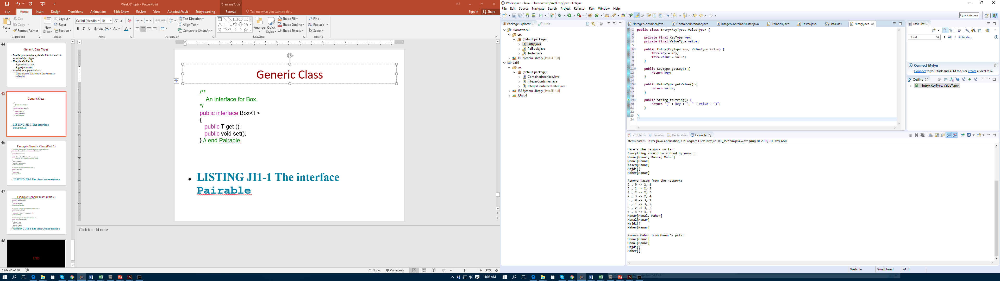 Week 01.pptx - PowerPoint
Drawing Tools
File Home Insert Design Transitions Animations Slide Show Review View Autodesk Vault Storyboarding Format Tell me what you want to do... Sign in Share
Paste
Cut
Copy
Format Painter
Clipboard
New Slide
Layout
Reset
Section
Slides
Calibri (Headin 40
B I U S abc AV Aa A
Font
Text Direction
Align Text
Convert to SmartArt
Paragraph
Arrange
Quick Styles
Shape Fill
Shape Outline
Shape Effects
Drawing
Find
Replace
Select
Editing
44
Generic Data Types
• Enable you to write a placeholder instead of
an actual class type
• The placeholder is
A generic data type
A type parameter
• You define a generic class
Client chooses data type of the objects in
collection.
45
Generic Class
• LISTING JI1-1 The interface
Pairable
46
Example Generic Class (Part 1)
• LISTING JI1-2 The class OrderedPair
47
Example Generic Class (Part 2)
• LISTING JI1-2 The class OrderedPair
48
END
Generic Class
/**
An interface for Box.
*/
public interface Box<T>
{
public T get ();
public void set();
} // end Pairable
• LISTING JI1-1 The interface
Pairable
Click to add notes
Slide 45 of 48
Notes Comments 92%
11:08 AM
Workspace - Java - Homework1/src/Entry.java - Eclipse
File Edit Source Navigate Search Project Refactor Run Window Help
Quick Access
Package Explorer JUnit
Homework1
src
(default package)
Entry.java
PalBook.java
Tester.java
JRE System Library [JavaSE-1.8]
Lab1
src
(default package)
ContainerInterface.java
IntegerContainer.java
IntegerContainerTester.java
JRE System Library [JavaSE-1.8]
JUnit 4
*IntegerContainer.java ContainerInterface.java IntegerContainerTester.java PalBook.java Tester.java List.class *Entry.java
1 public class Entry<KeyType, ValueType> {
2
3 private final KeyType key;
4 private final ValueType value;
5
6 public Entry(KeyType key, ValueType value) {
7 this.key = key;
8 this.value = value;
9 }
10
11 public KeyType getKey() {
12 return key;
13 }
14
15 public ValueType getValue() {
16 return value;
17 }
18
19 public String toString() {
20 return "(" + key + ", " + value + ")";
21 }
22
23 }
24
Task List
Find All Activate...
Connect Mylyn
Connect to your task and ALM tools or create a local task.
Outline
Entry<KeyType, ValueType>
Problems Javadoc Declaration Console
<terminated> Tester [Java Application] C:\Program Files\Java\jre1.8.0_152\bin\javaw.exe (Aug 30, 2018, 10:13:59 AM)
Here's the network so far:
Everything should be sorted by name...
Manar[Manal, Kasem, Maher]
Manal[Manar]
Kasem[Manar]
Majdi[]
Maher[Manar]
Remove Kasem from the network:
2 , 0 => 2, 1
2 , 1 => 2, 2
2 , 2 => 2, 3
2 , 3 => 2, 4
3 , 0 => 3, 1
3 , 1 => 3, 2
3 , 2 => 3, 3
3 , 3 => 3, 4
Manar[Manal, Maher]
Manal[Manar]
Majdi[]
Maher[Manar]
Remove Maher from Manar's pals:
Manar[Manal]
Manal[Manar]
Majdi[]
Maher[]
Writable Smart Insert 24 : 1